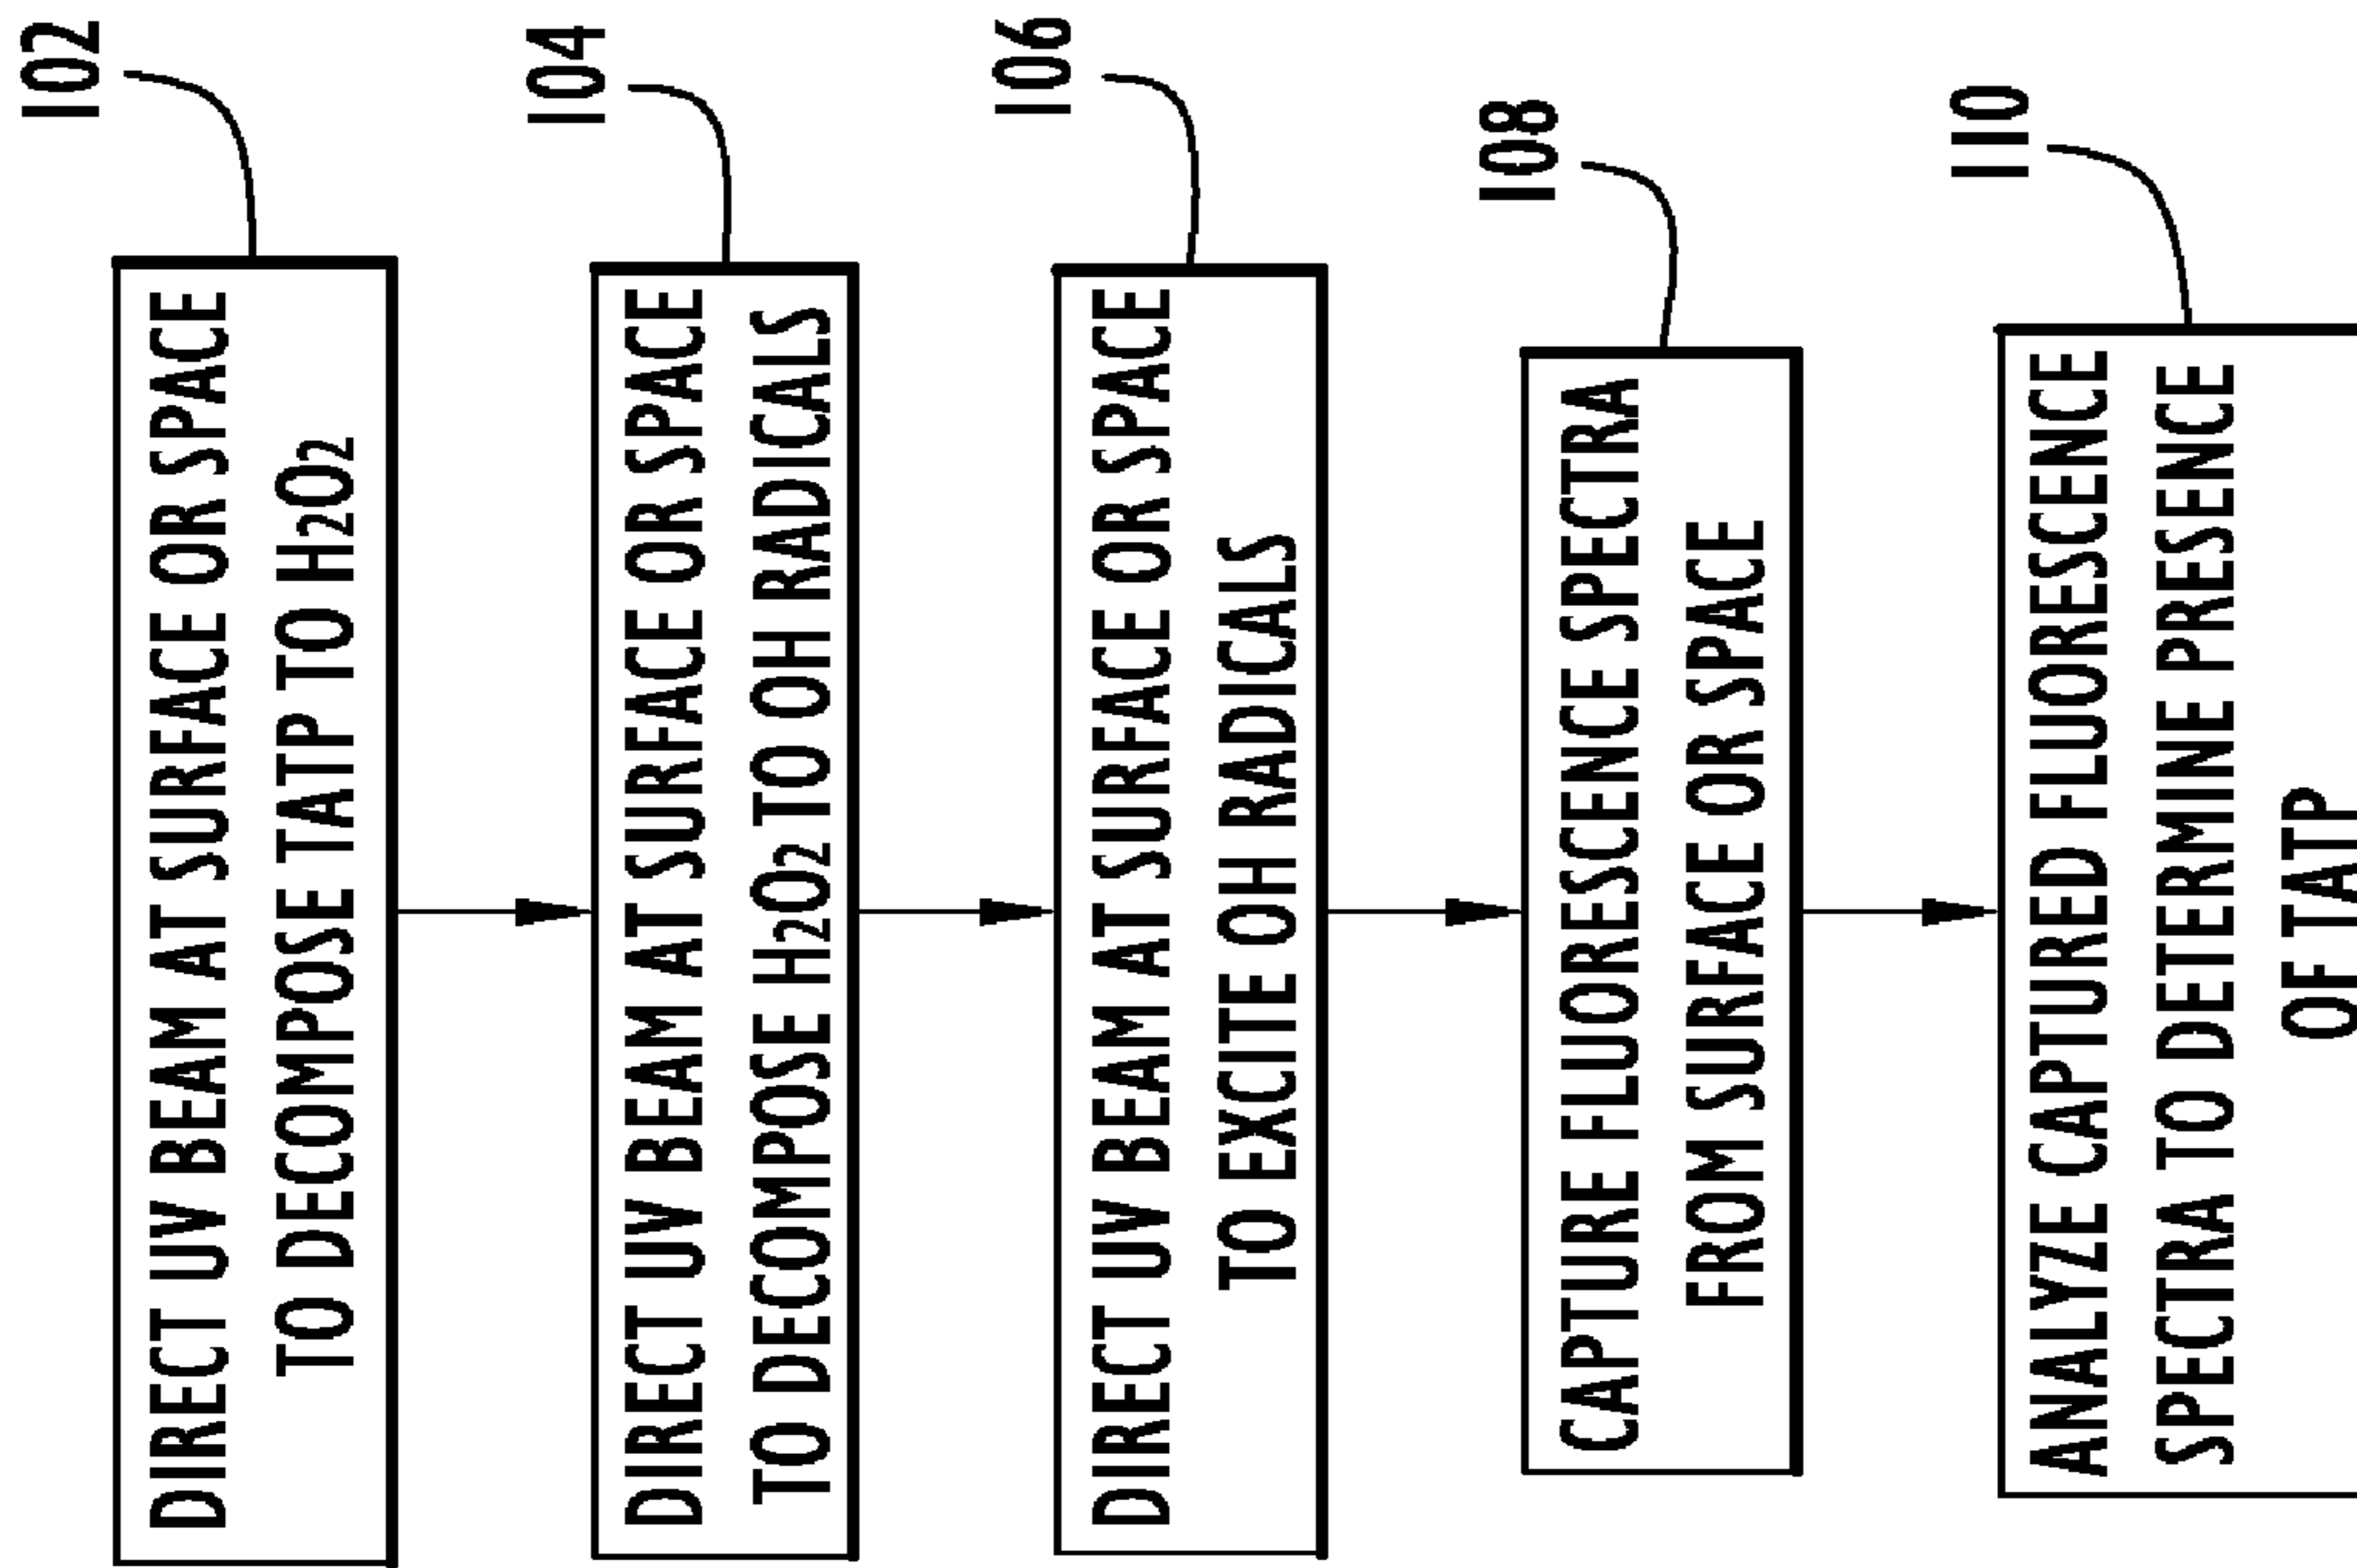 102
DIRECT UV BEAM AT SURFACE OR SPACE
TO DECOMPOSE TATP TO H2O2
104
DIRECT UV BEAM AT SURFACE OR SPACE
TO DECOMPOSE H2O2 TO OH RADICALS
106
DIRECT UV BEAM AT SURFACE OR SPACE
TO EXCITE OH RADICALS
108
CAPTURE FLUORESCENCE SPECTRA
FROM SURFACE OR SPACE
110
ANALYZE CAPTURED FLUORESCENCE
SPECTRA TO DETERMINE PRESENCE
OF TATP